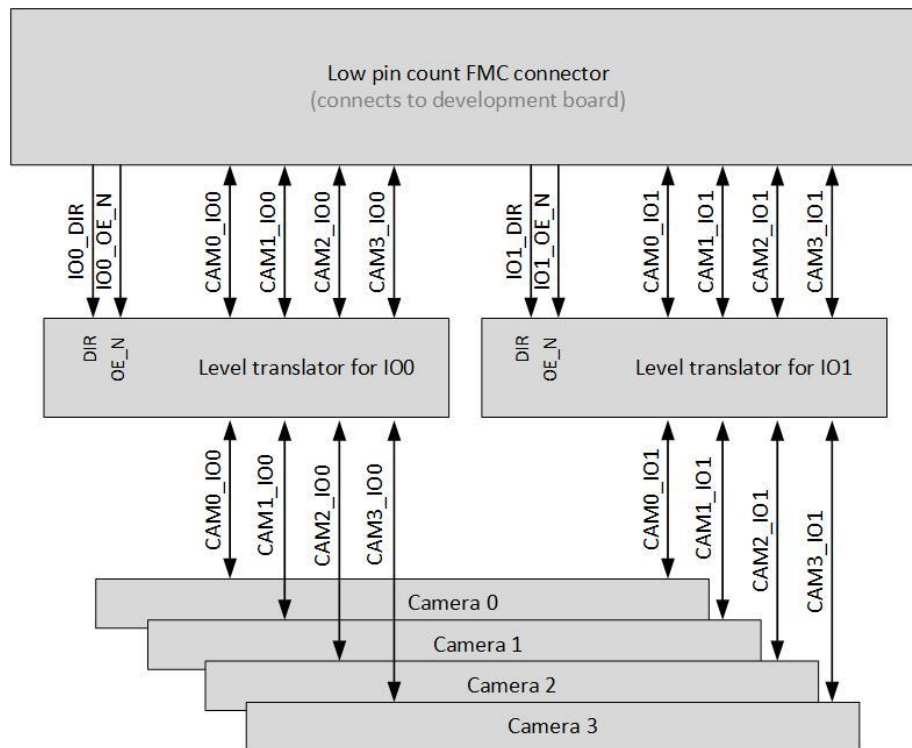 Low pin count FMC connector
(connects to development board)
IO0_DIR
IO0_OE_N
CAM0_IO0
CAM1_IO0
CAM2_IO0
CAM3_IO0
IO1_DIR
IO1_OE_N
CAM0_IO1
CAM1_IO1
CAM2_IO1
CAM3_IO1
DIR
OE_N
Level translator for IO0
DIR
OE_N
Level translator for IO1
CAM0_IO0
CAM1_IO0
CAM2_IO0
CAM3_IO0
CAM0_IO1
CAM1_IO1
CAM2_IO1
CAM3_IO1
Camera 0
Camera 1
Camera 2
Camera 3